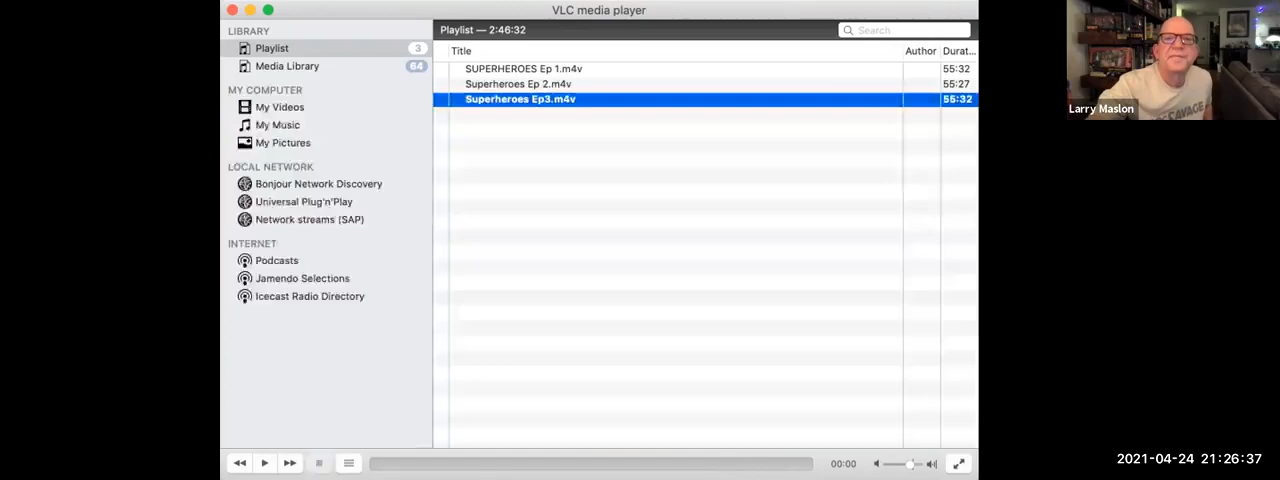 VLC media player
LIBRARY
Playlist 3
Media Library 64
MY COMPUTER
My Videos
My Music
My Pictures
LOCAL NETWORK
Bonjour Network Discovery
Universal Plug'n'Play
Network streams (SAP)
INTERNET
Podcasts
Jamendo Selections
Icecast Radio Directory
Playlist — 2:46:32
Search
Title Author Durat...
SUPERHEROES Ep 1.m4v 55:32
Superheroes Ep 2.m4v 55:27
Superheroes Ep3.m4v 55:32
00:00
Larry Maslon
SAVAGE
2021-04-24 21:26:37